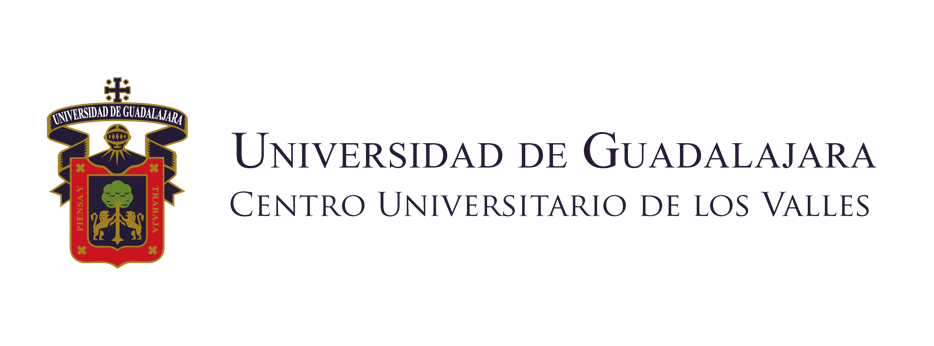 UNIVERSIDAD DE GUADALAJARA
PIENSA Y
TRABAJA
UNIVERSIDAD DE GUADALAJARA
CENTRO UNIVERSITARIO DE LOS VALLES